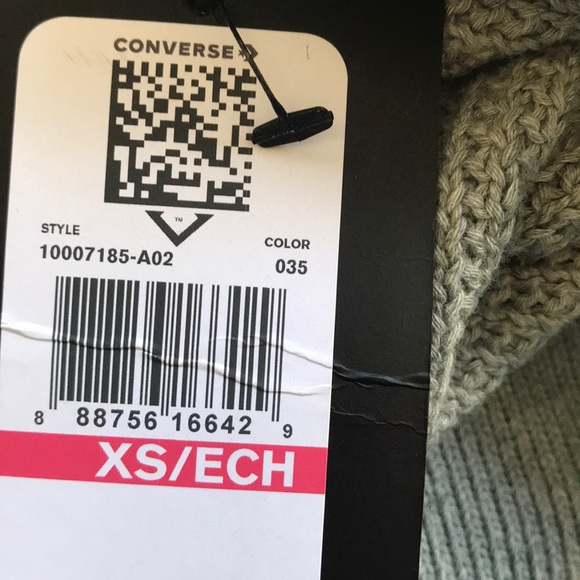 CONVERSE
™
STYLE COLOR
10007185-A02 035
8 88756 16642 9
XS/ECH